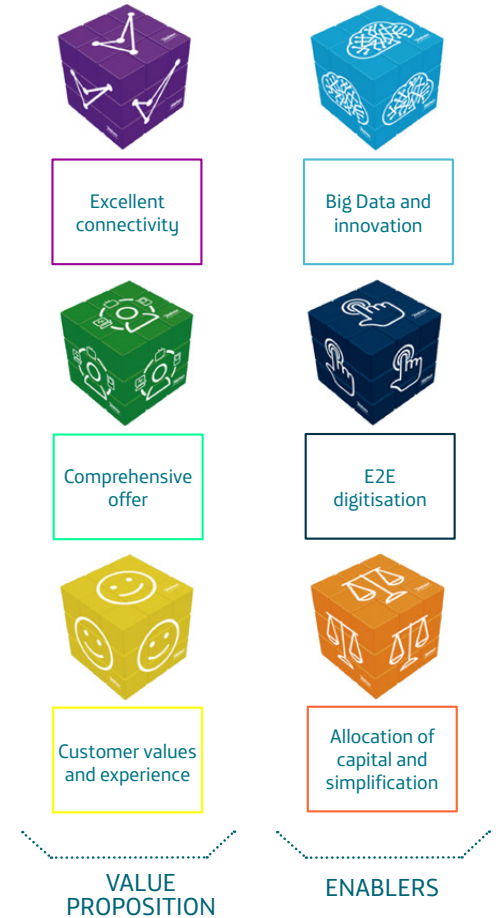 Excellent
connectivity
Big Data and
innovation
Comprehensive
offer
E2E
digitisation
Customer values
and experience
Allocation of
capital and
simplification
VALUE
PROPOSITION
ENABLERS